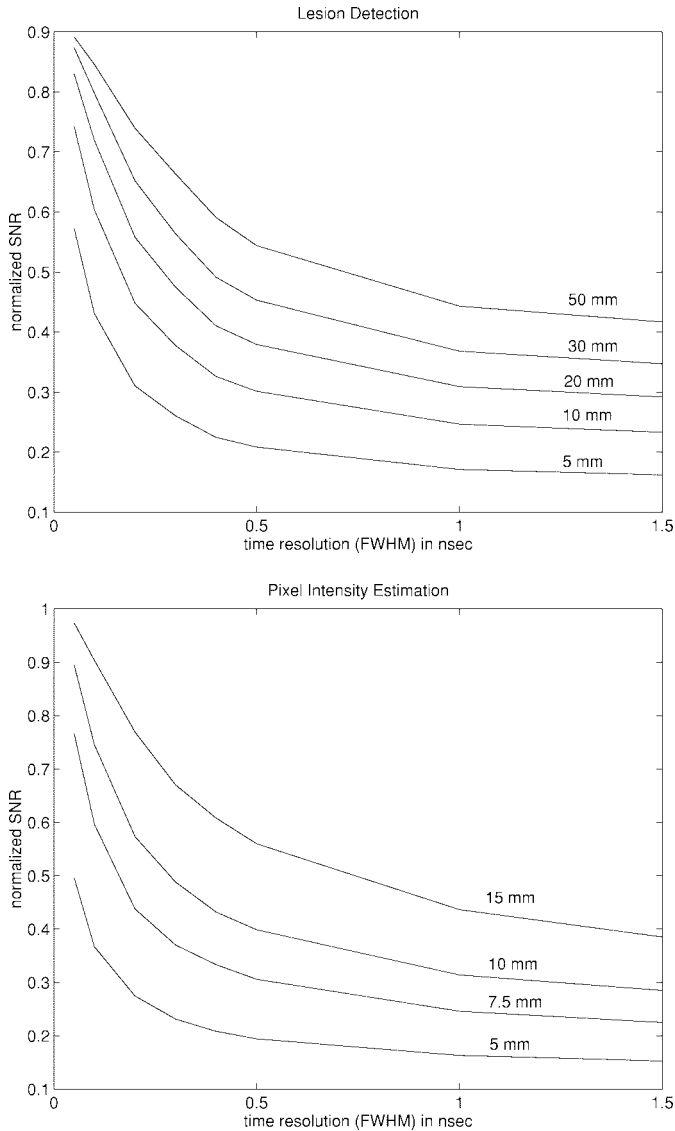 Lesion Detection
0.9
0.8
0.7
0.6
0.5
0.4
0.3
0.2
0.1
normalized SNR
50 mm
30 mm
20 mm
10 mm
5 mm
0 0.5 1 1.5
time resolution (FWHM) in nsec
Pixel Intensity Estimation
1
0.9
0.8
0.7
0.6
0.5
0.4
0.3
0.2
0.1
normalized SNR
15 mm
10 mm
7.5 mm
5 mm
0 0.5 1 1.5
time resolution (FWHM) in nsec